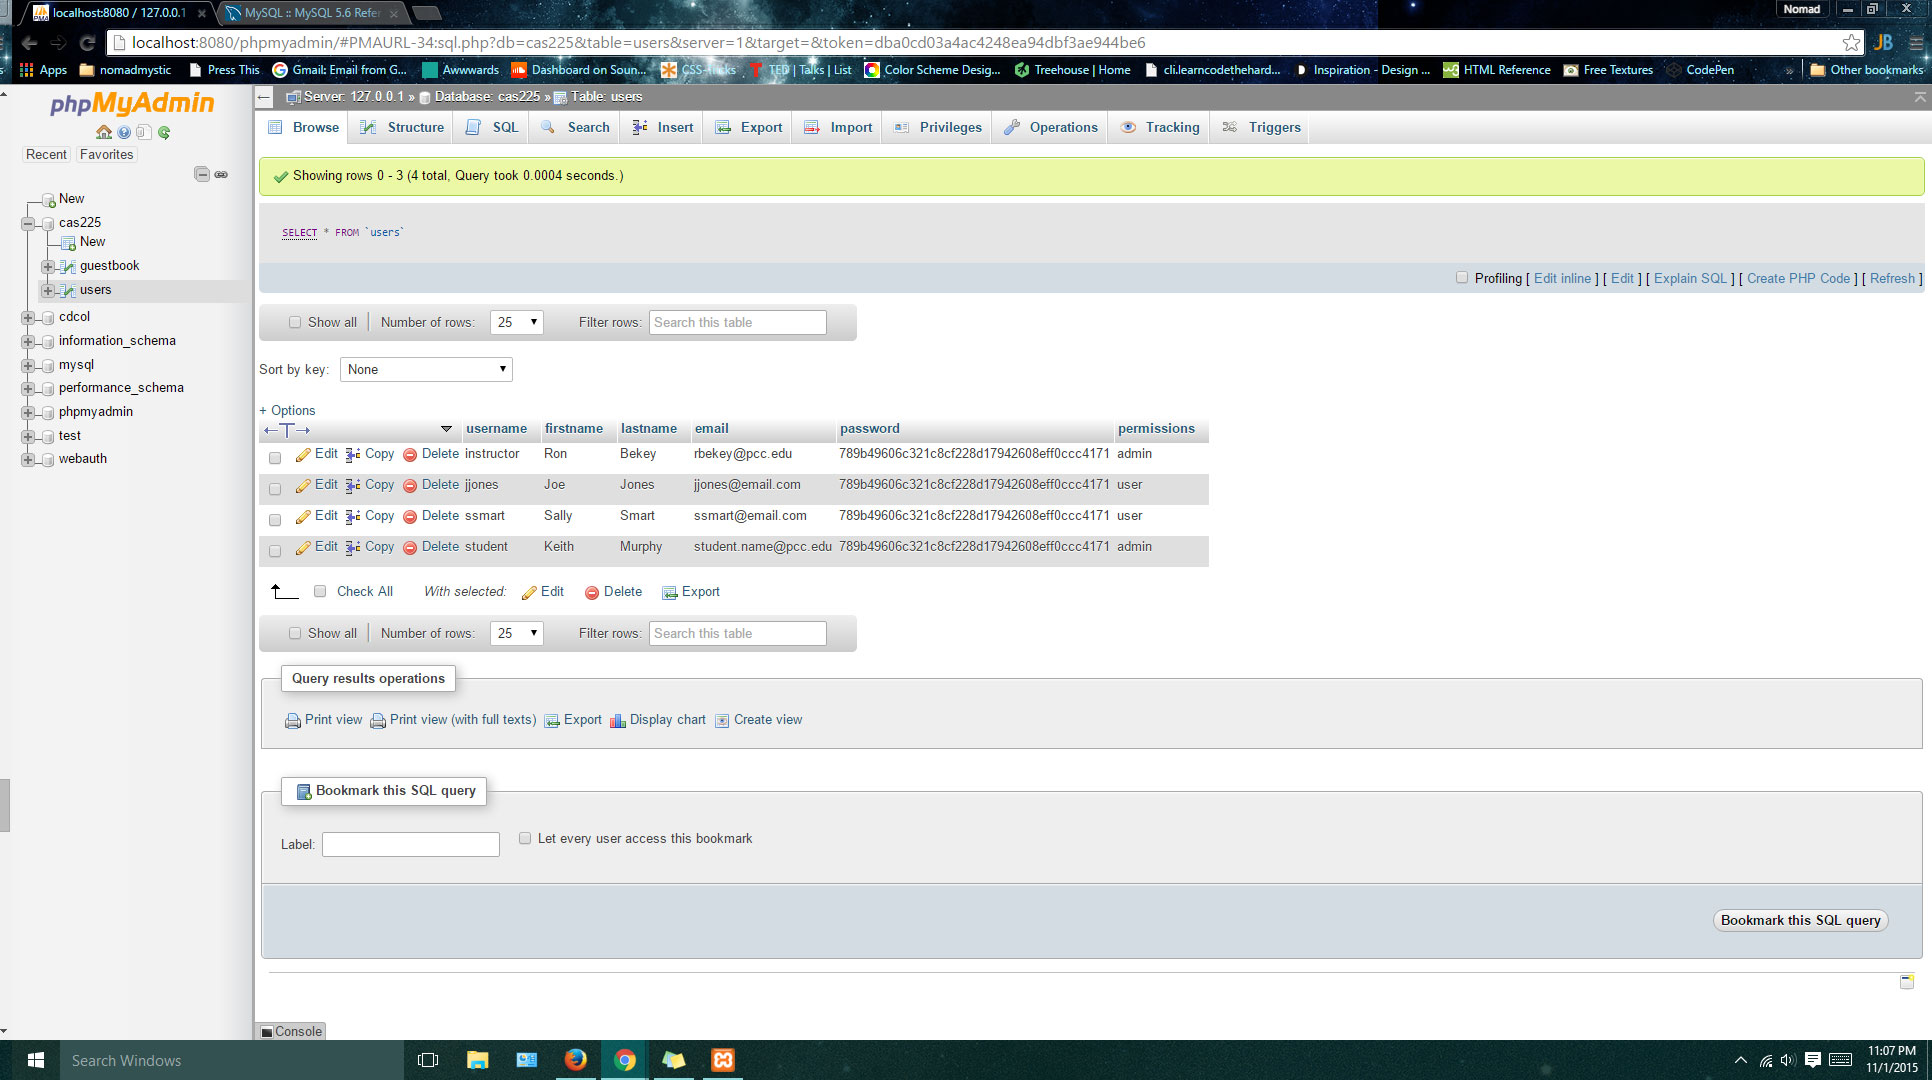 localhost:8080 / 127.0.0.1
MySQL :: MySQL 5.6 Refer
Nomad
localhost:8080/phpmyadmin/#PMAURL-34:sql.php?db=cas225&table=users&server=1&target=&token=dba0cd03a4ac4248ea94dbf3ae944be6
JB
Apps nomadmystic Press This Gmail: Email from G... Awwwards Dashboard on Soun... CSS-Tricks TED | Talks | List Color Scheme Desig... Treehouse | Home cli.learncodethehard... Inspiration - Design ... HTML Reference Free Textures CodePen » Other bookmarks
phpMyAdmin
Recent Favorites
New
cas225
New
guestbook
users
cdcol
information_schema
mysql
performance_schema
phpmyadmin
test
webauth
Server: 127.0.0.1 » Database: cas225 » Table: users
Browse Structure SQL Search Insert Export Import Privileges Operations Tracking Triggers
Showing rows 0 - 3 (4 total, Query took 0.0004 seconds.)
SELECT * FROM `users`
Profiling [ Edit inline ] [ Edit ] [ Explain SQL ] [ Create PHP Code ] [ Refresh ]
Show all Number of rows: 25 Filter rows: Search this table
Sort by key: None
+ Options
username firstname lastname email password permissions
Edit Copy Delete instructor Ron Bekey rbekey@pcc.edu 789b49606c321c8cf228d17942608eff0ccc4171 admin
Edit Copy Delete jjones Joe Jones jjones@email.com 789b49606c321c8cf228d17942608eff0ccc4171 user
Edit Copy Delete ssmart Sally Smart ssmart@email.com 789b49606c321c8cf228d17942608eff0ccc4171 user
Edit Copy Delete student Keith Murphy student.name@pcc.edu 789b49606c321c8cf228d17942608eff0ccc4171 admin
Check All With selected: Edit Delete Export
Show all Number of rows: 25 Filter rows: Search this table
Query results operations
Print view Print view (with full texts) Export Display chart Create view
Bookmark this SQL query
Label: Let every user access this bookmark
Bookmark this SQL query
Console
Search Windows
11:07 PM
11/1/2015